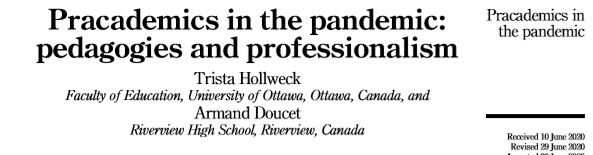 Pracademics in the pandemic:
pedagogies and professionalism
Trista Hollweck
Faculty of Education, University of Ottawa, Ottawa, Canada, and
Armand Doucet
Riverview High School, Riverview, Canada
Pracademics in
the pandemic
Received 10 June 2020
Revised 29 June 2020